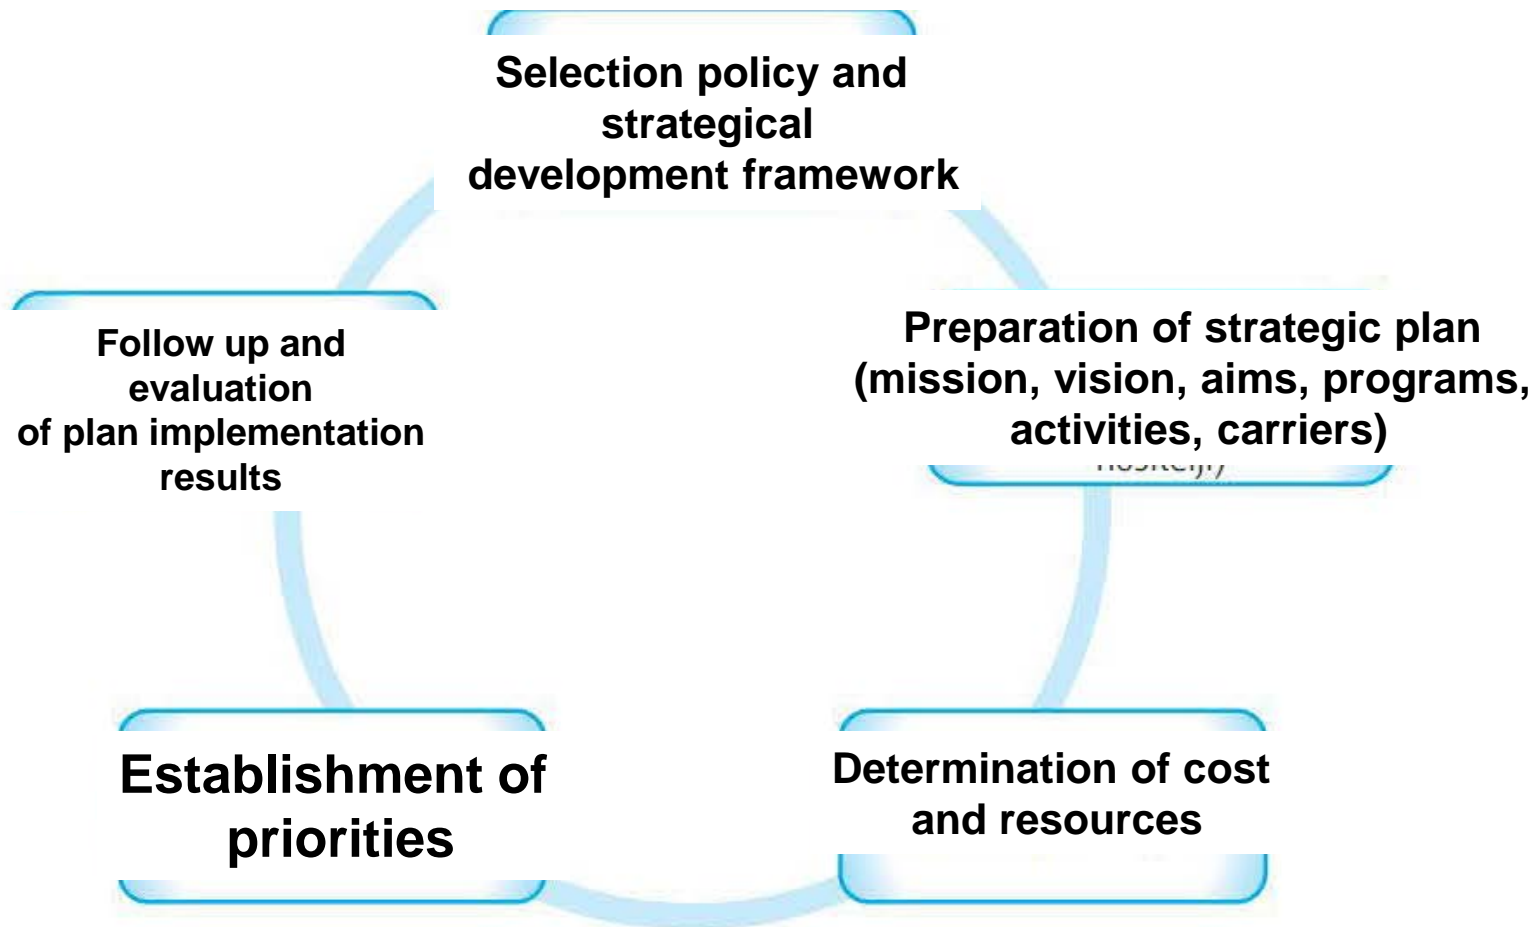 Selection policy and
strategical
development framework
Preparation of strategic plan
(mission, vision, aims, programs,
activities, carriers)
Determination of cost
and resources
Establishment of
priorities
Follow up and
evaluation
of plan implementation
results